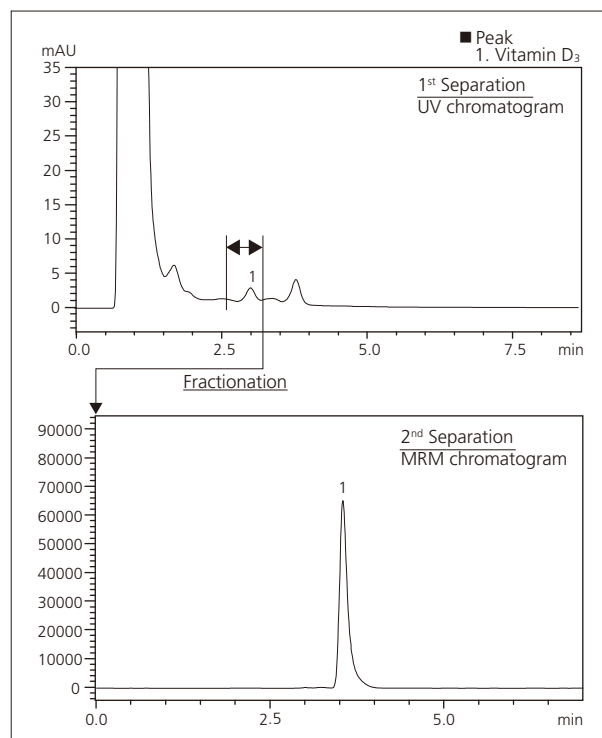 mAU
■ Peak
1. Vitamin D₃
1ˢᵗ Separation
UV chromatogram
35
30
25
20
15
10
5
0
1
0.0 2.5 5.0 7.5 min
Fractionation
2ⁿᵈ Separation
MRM chromatogram
90000
80000
70000
60000
50000
40000
30000
20000
10000
0
1
0.0 2.5 5.0 min